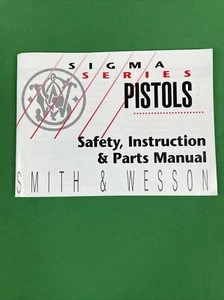 SIGMA
SERIES
PISTOLS
Safety, Instruction
& Parts Manual
SMITH & WESSON